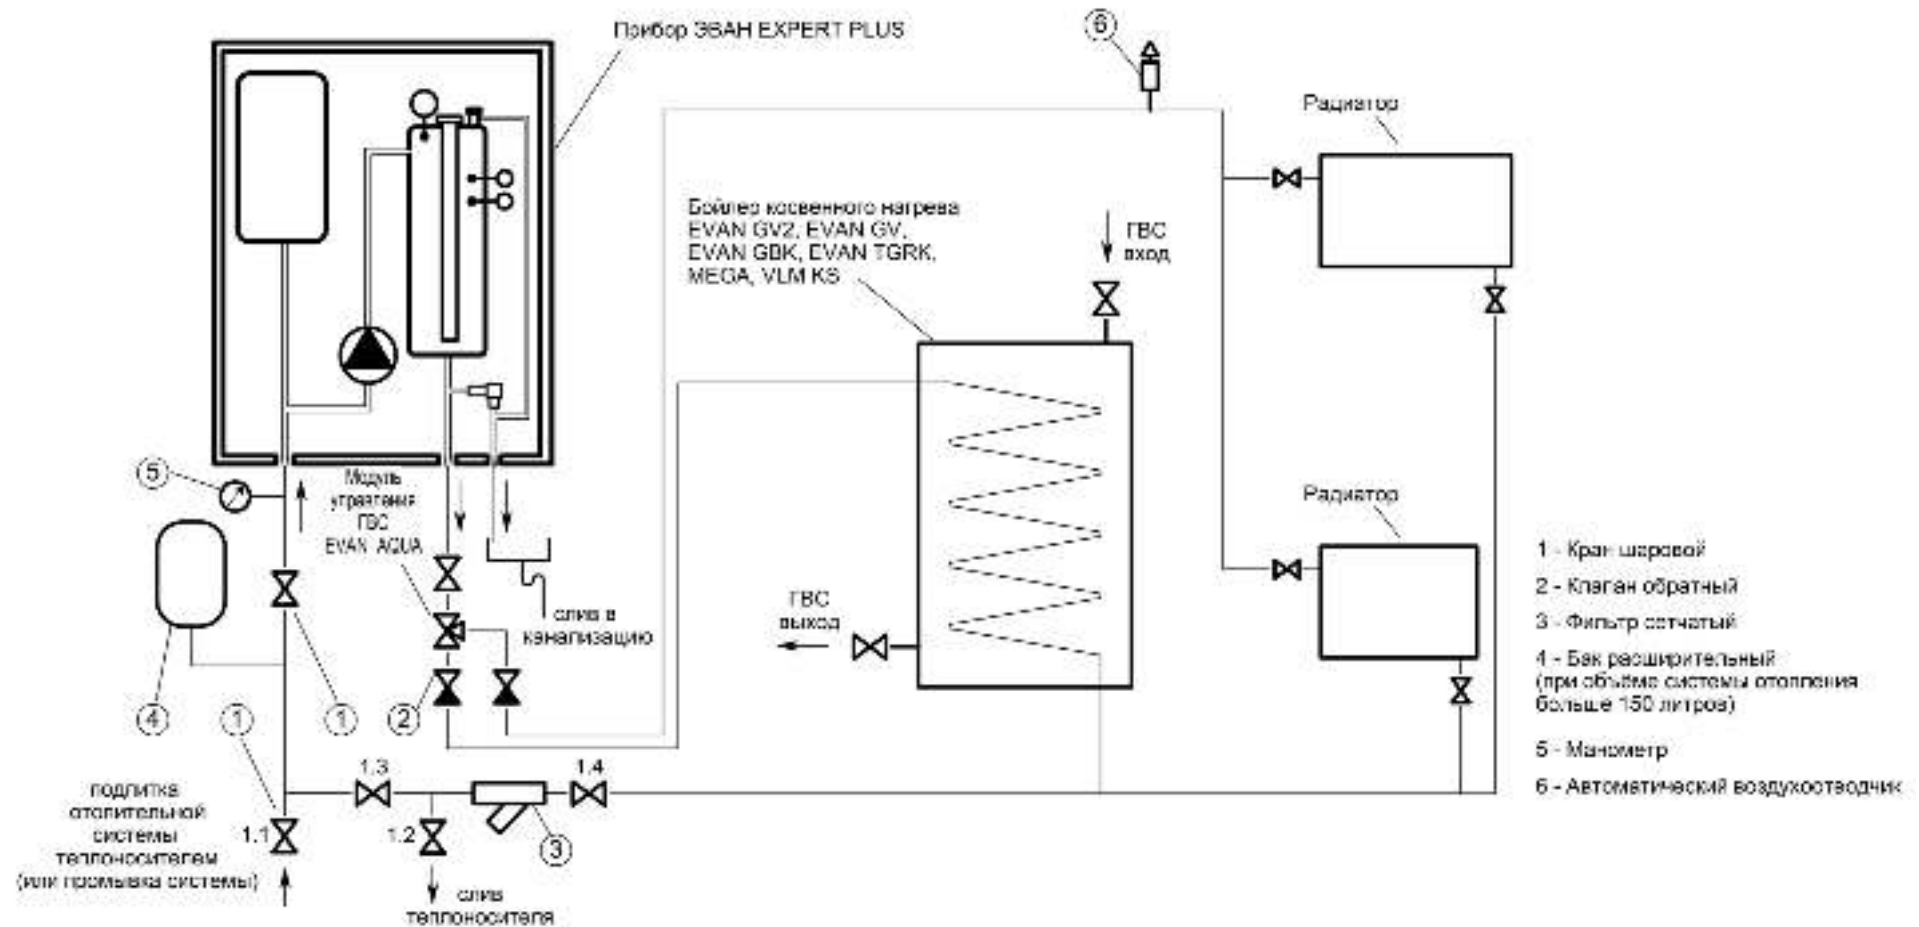 Прибор ЭВАН EXPERT PLUS
6
Радиатор
Бойлер косвенного нагрева
EVAN GV2, EVAN GV,
EVAN GBK, EVAN TGRK,
MEGA, VLM KS
ГВС
вход
5
Модуль
управления
ГВС
EVAN AQUA
Радиатор
слив в
канализацию
ГВС
выход
4
1
1
2
1 - Кран шаровой
2 - Клапан обратный
3 - Фильтр сетчатый
4 - Бак расширительный
(при объёме системы отопления
больше 150 литров)
5 - Манометр
6 - Автоматический воздухоотводчик
1.3
1.4
подпитка
отопительной
системы
теплоносителем
(или промывка системы)
1.1
1.2
3
слив
теплоносителя